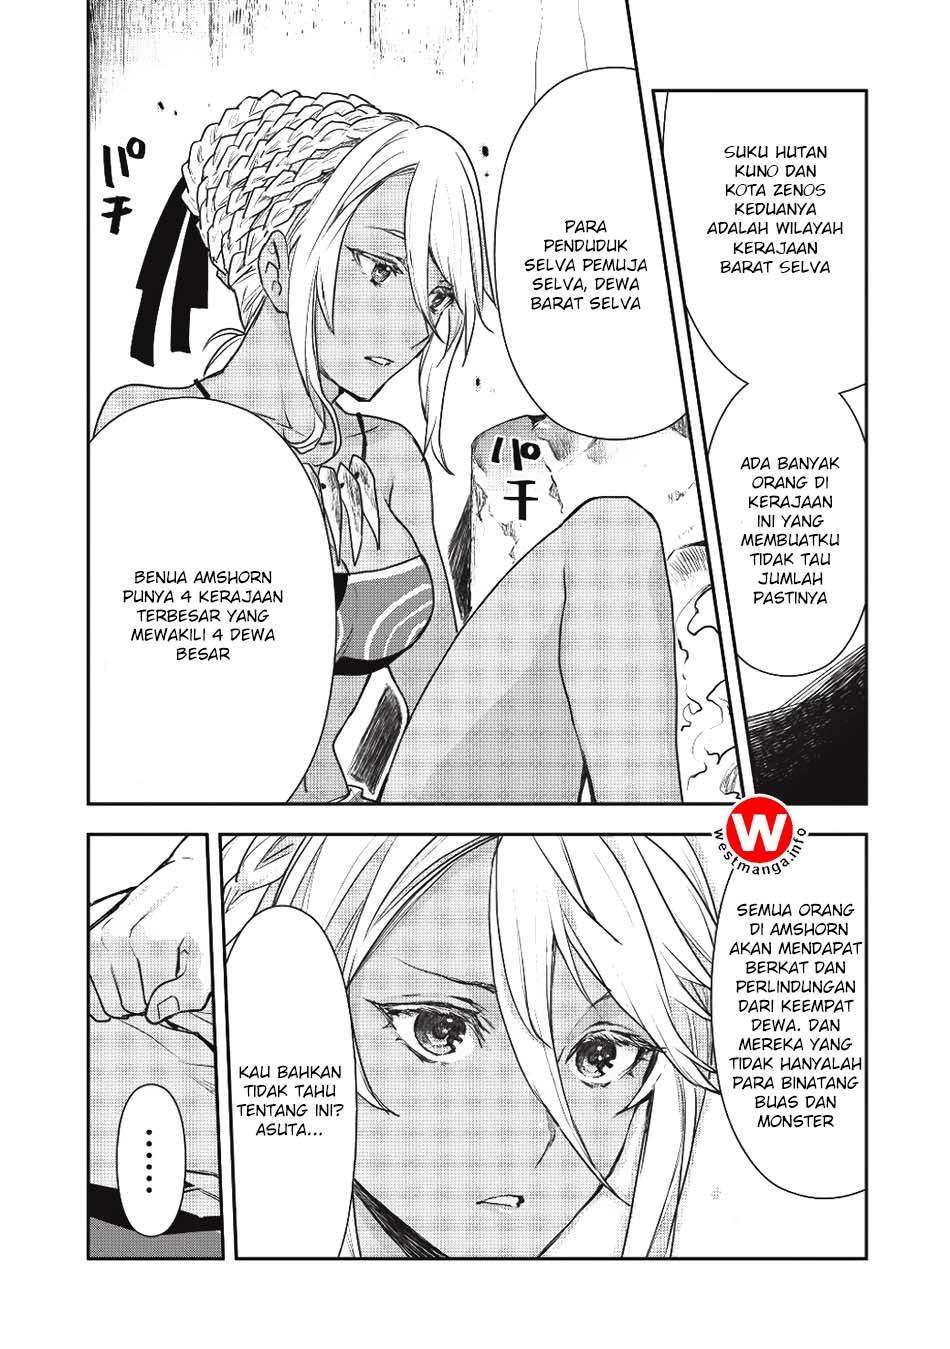 SUKU HUTAN
KUNO DAN
KOTA ZENOS
KEDUANYA
ADALAH WILAYAH
KERAJAAN
BARAT SELVA
ADA BANYAK
ORANG DI
KERAJAAN
INI YANG
MEMBUATKU
TIDAK TAU
JUMLAH
PASTINYA
PARA
PENDUDUK
SELVA PEMUJA
SELVA, DEWA
BARAT SELVA
パチ
パチ
BENUA AMSHORN
PUNYA 4 KERAJAAN
TERBESAR YANG
MEWAKILI 4 DEWA
BESAR
W
westmanga.info
SEMUA ORANG
DI AMSHORN
AKAN MENDAPAT
BERKAT DAN
PERLINDUNGAN
DARI KEEMPAT
DEWA. DAN
MEREKA YANG
TIDAK HANYALAH
PARA BINATANG
BUAS DAN
MONSTER
KAU BAHKAN
TIDAK TAHU
TENTANG INI?
ASUTA...
......